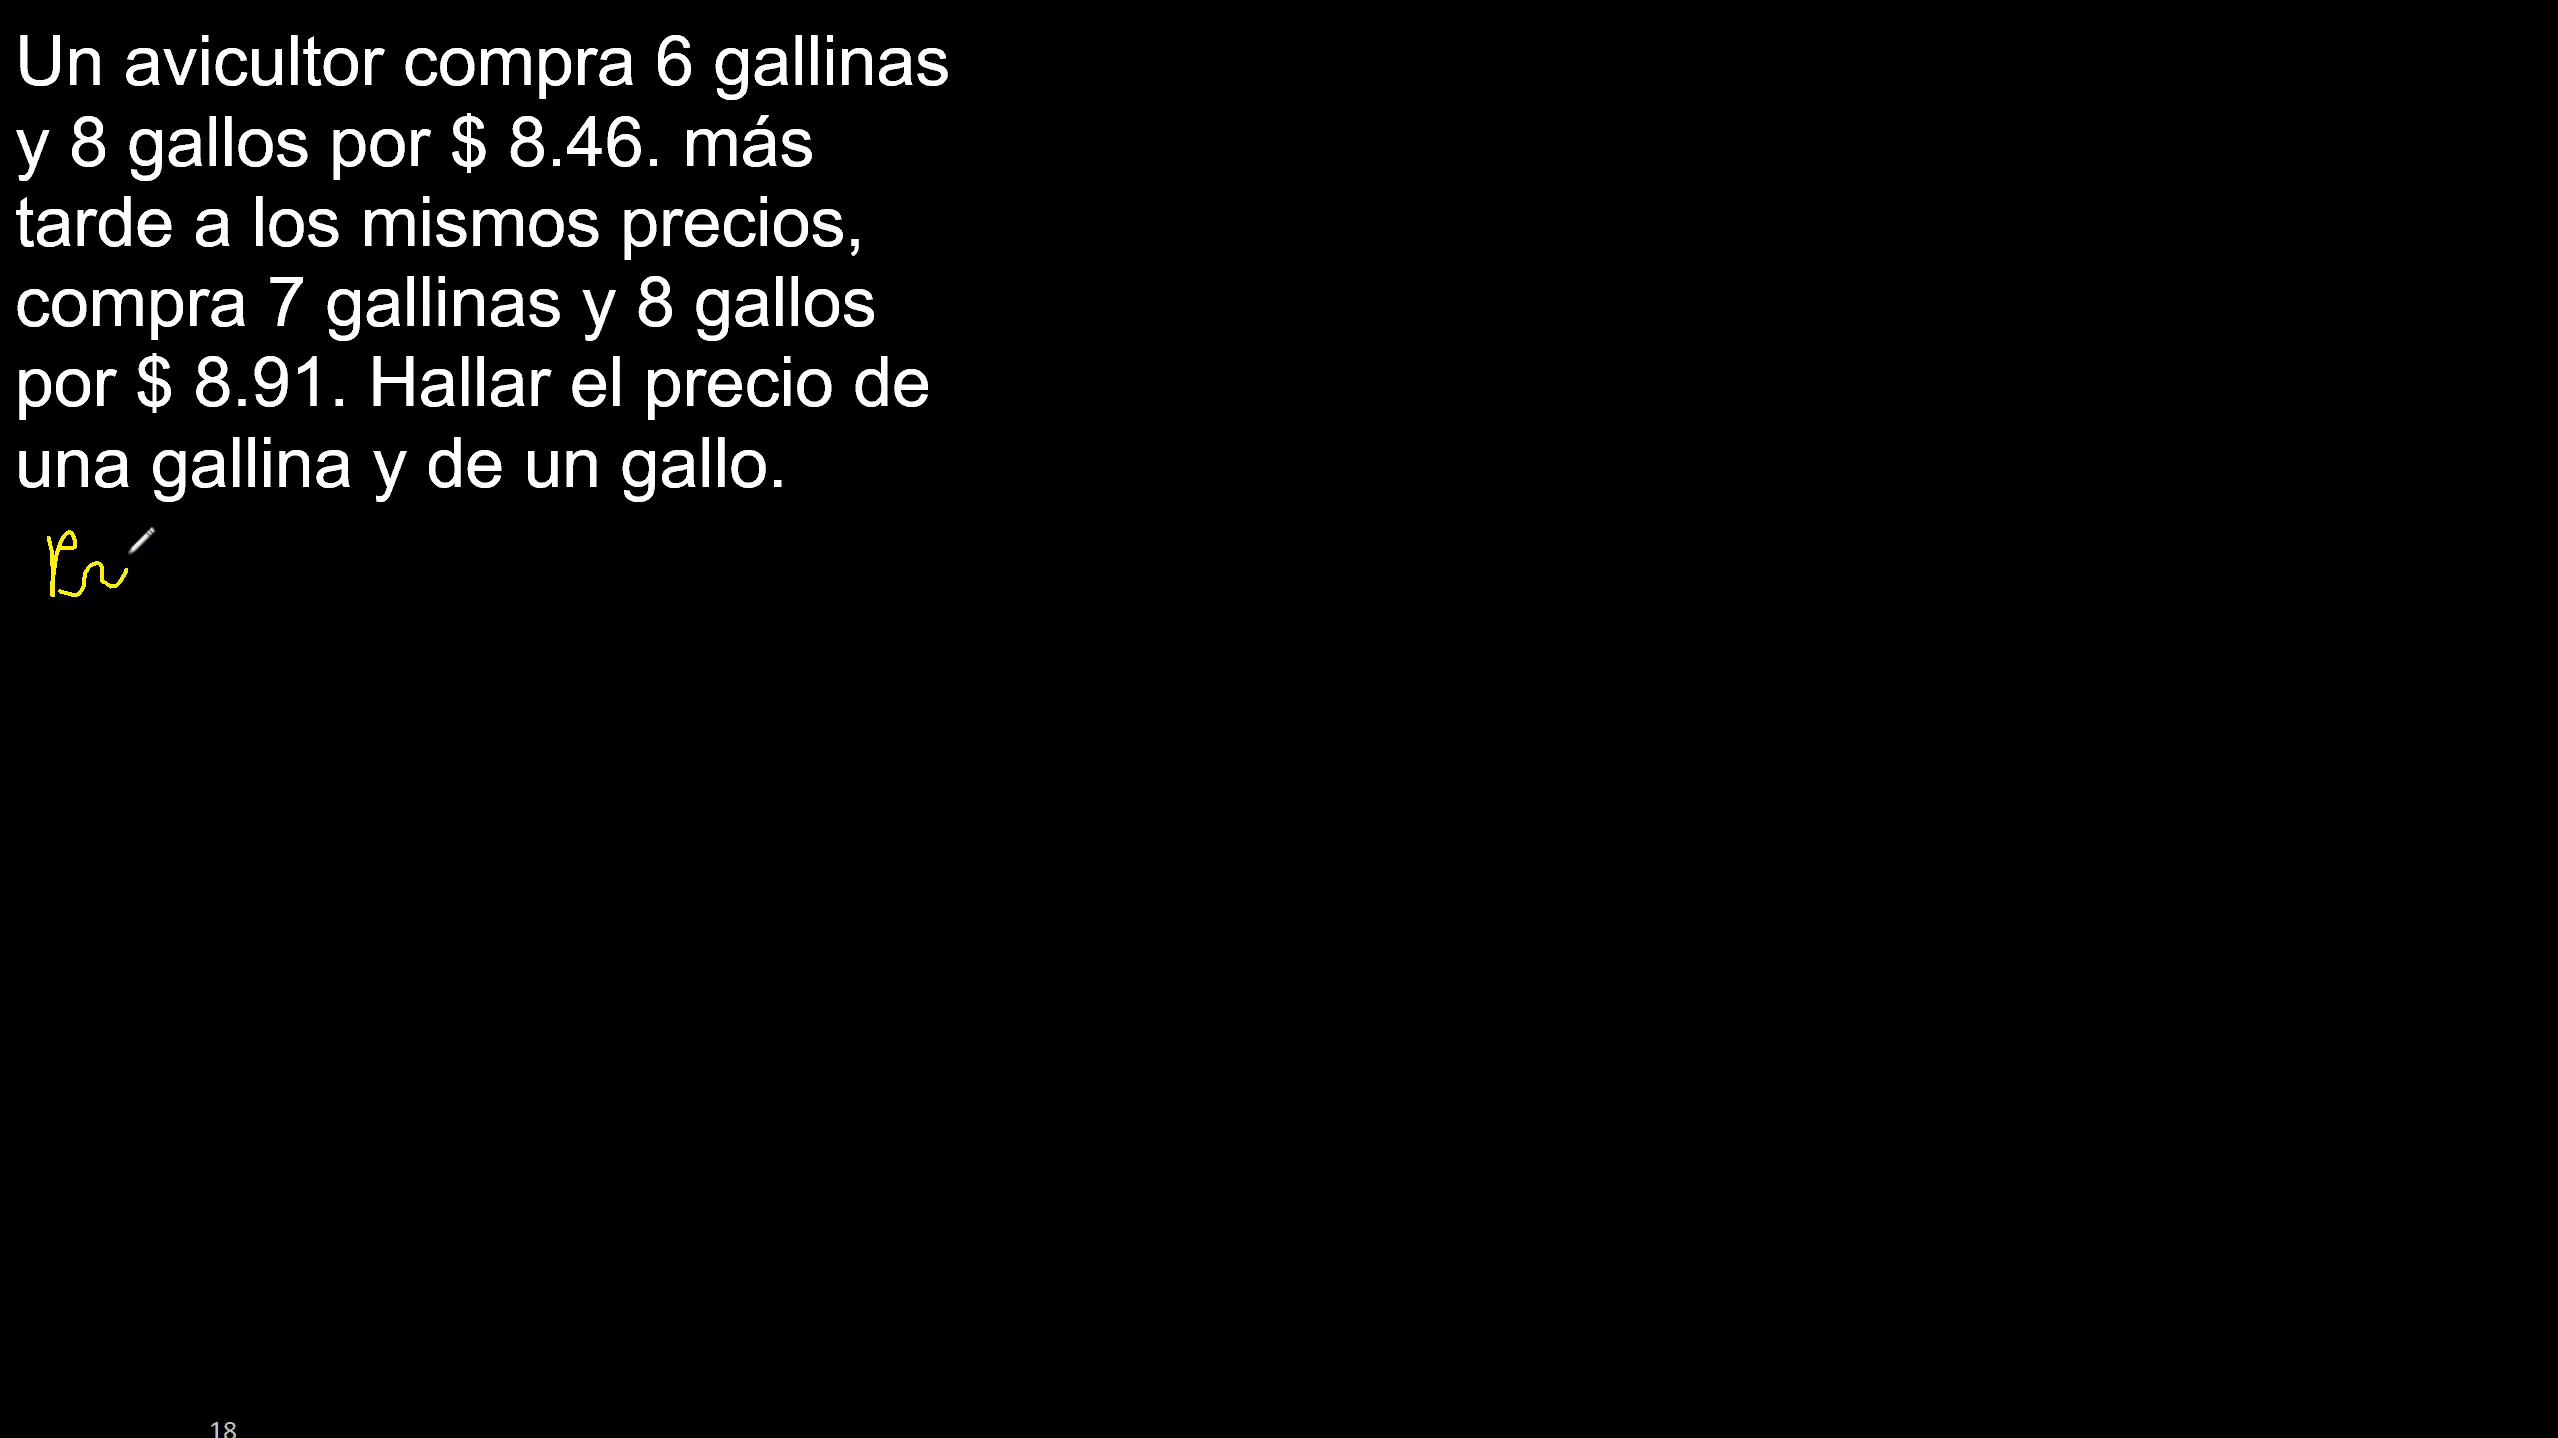 Un avicultor compra 6 gallinas
y 8 gallos por $ 8.46. más
tarde a los mismos precios,
compra 7 gallinas y 8 gallos
por $ 8.91. Hallar el precio de
una gallina y de un gallo.
18